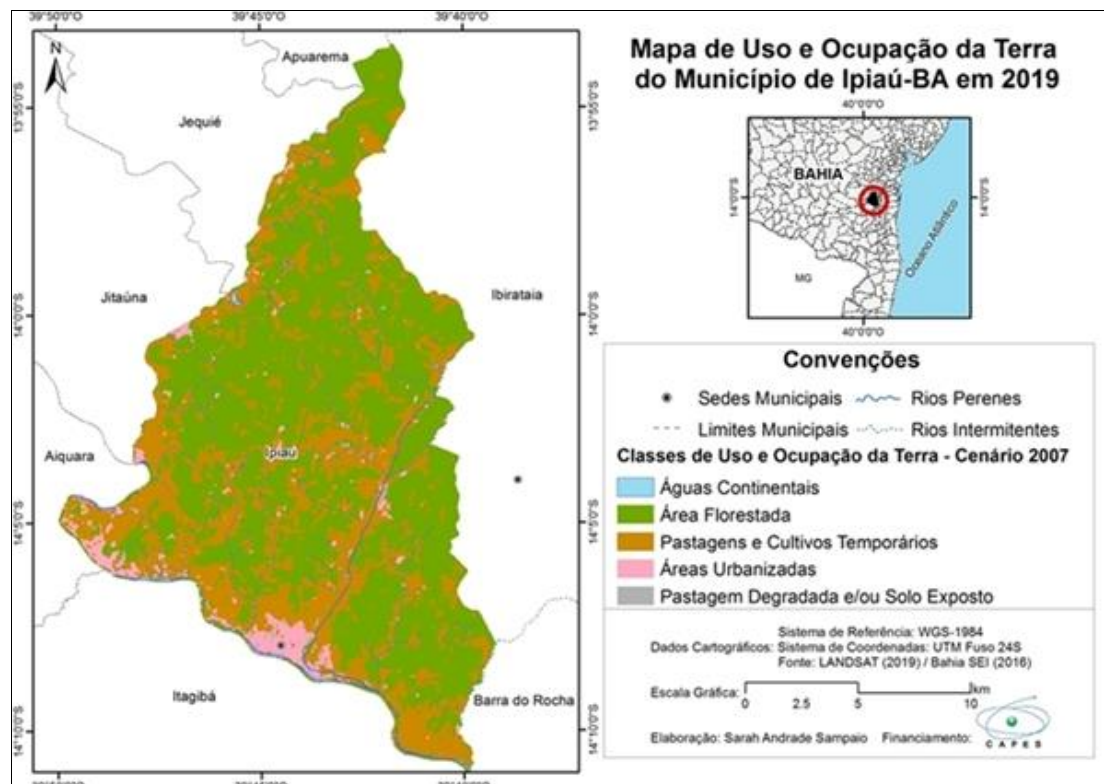 39°50'0"O
39°45'0"O
39°40'0"O
N
Apuarema
Jequié
13°55'0"S
13°55'0"S
Jitaúna
Ibirataia
14°0'0"S
14°0'0"S
Aiquara
Ipiaú
14°5'0"S
14°5'0"S
Itagibá
Barra do Rocha
14°10'0"S
14°10'0"S
Mapa de Uso e Ocupação da Terra
do Município de Ipiaú-BA em 2019
40°0'0"O
BAHIA
14°0'0"S
14°0'0"S
Oceano Atlântico
MG
40°0'0"O
Convenções
Sedes Municipais
Rios Perenes
Limites Municipais
Rios Intermitentes
Classes de Uso e Ocupação da Terra - Cenário 2007
Águas Continentais
Área Florestada
Pastagens e Cultivos Temporários
Áreas Urbanizadas
Pastagem Degradada e/ou Solo Exposto
Sistema de Referência: WGS-1984
Dados Cartográficos: Sistema de Coordenadas: UTM Fuso 24S
Fonte: LANDSAT (2019) / Bahia SEI (2016)
Escala Gráfica:
km
0 2.5 5 10
Elaboração: Sarah Andrade Sampaio Financiamento:
CAPES